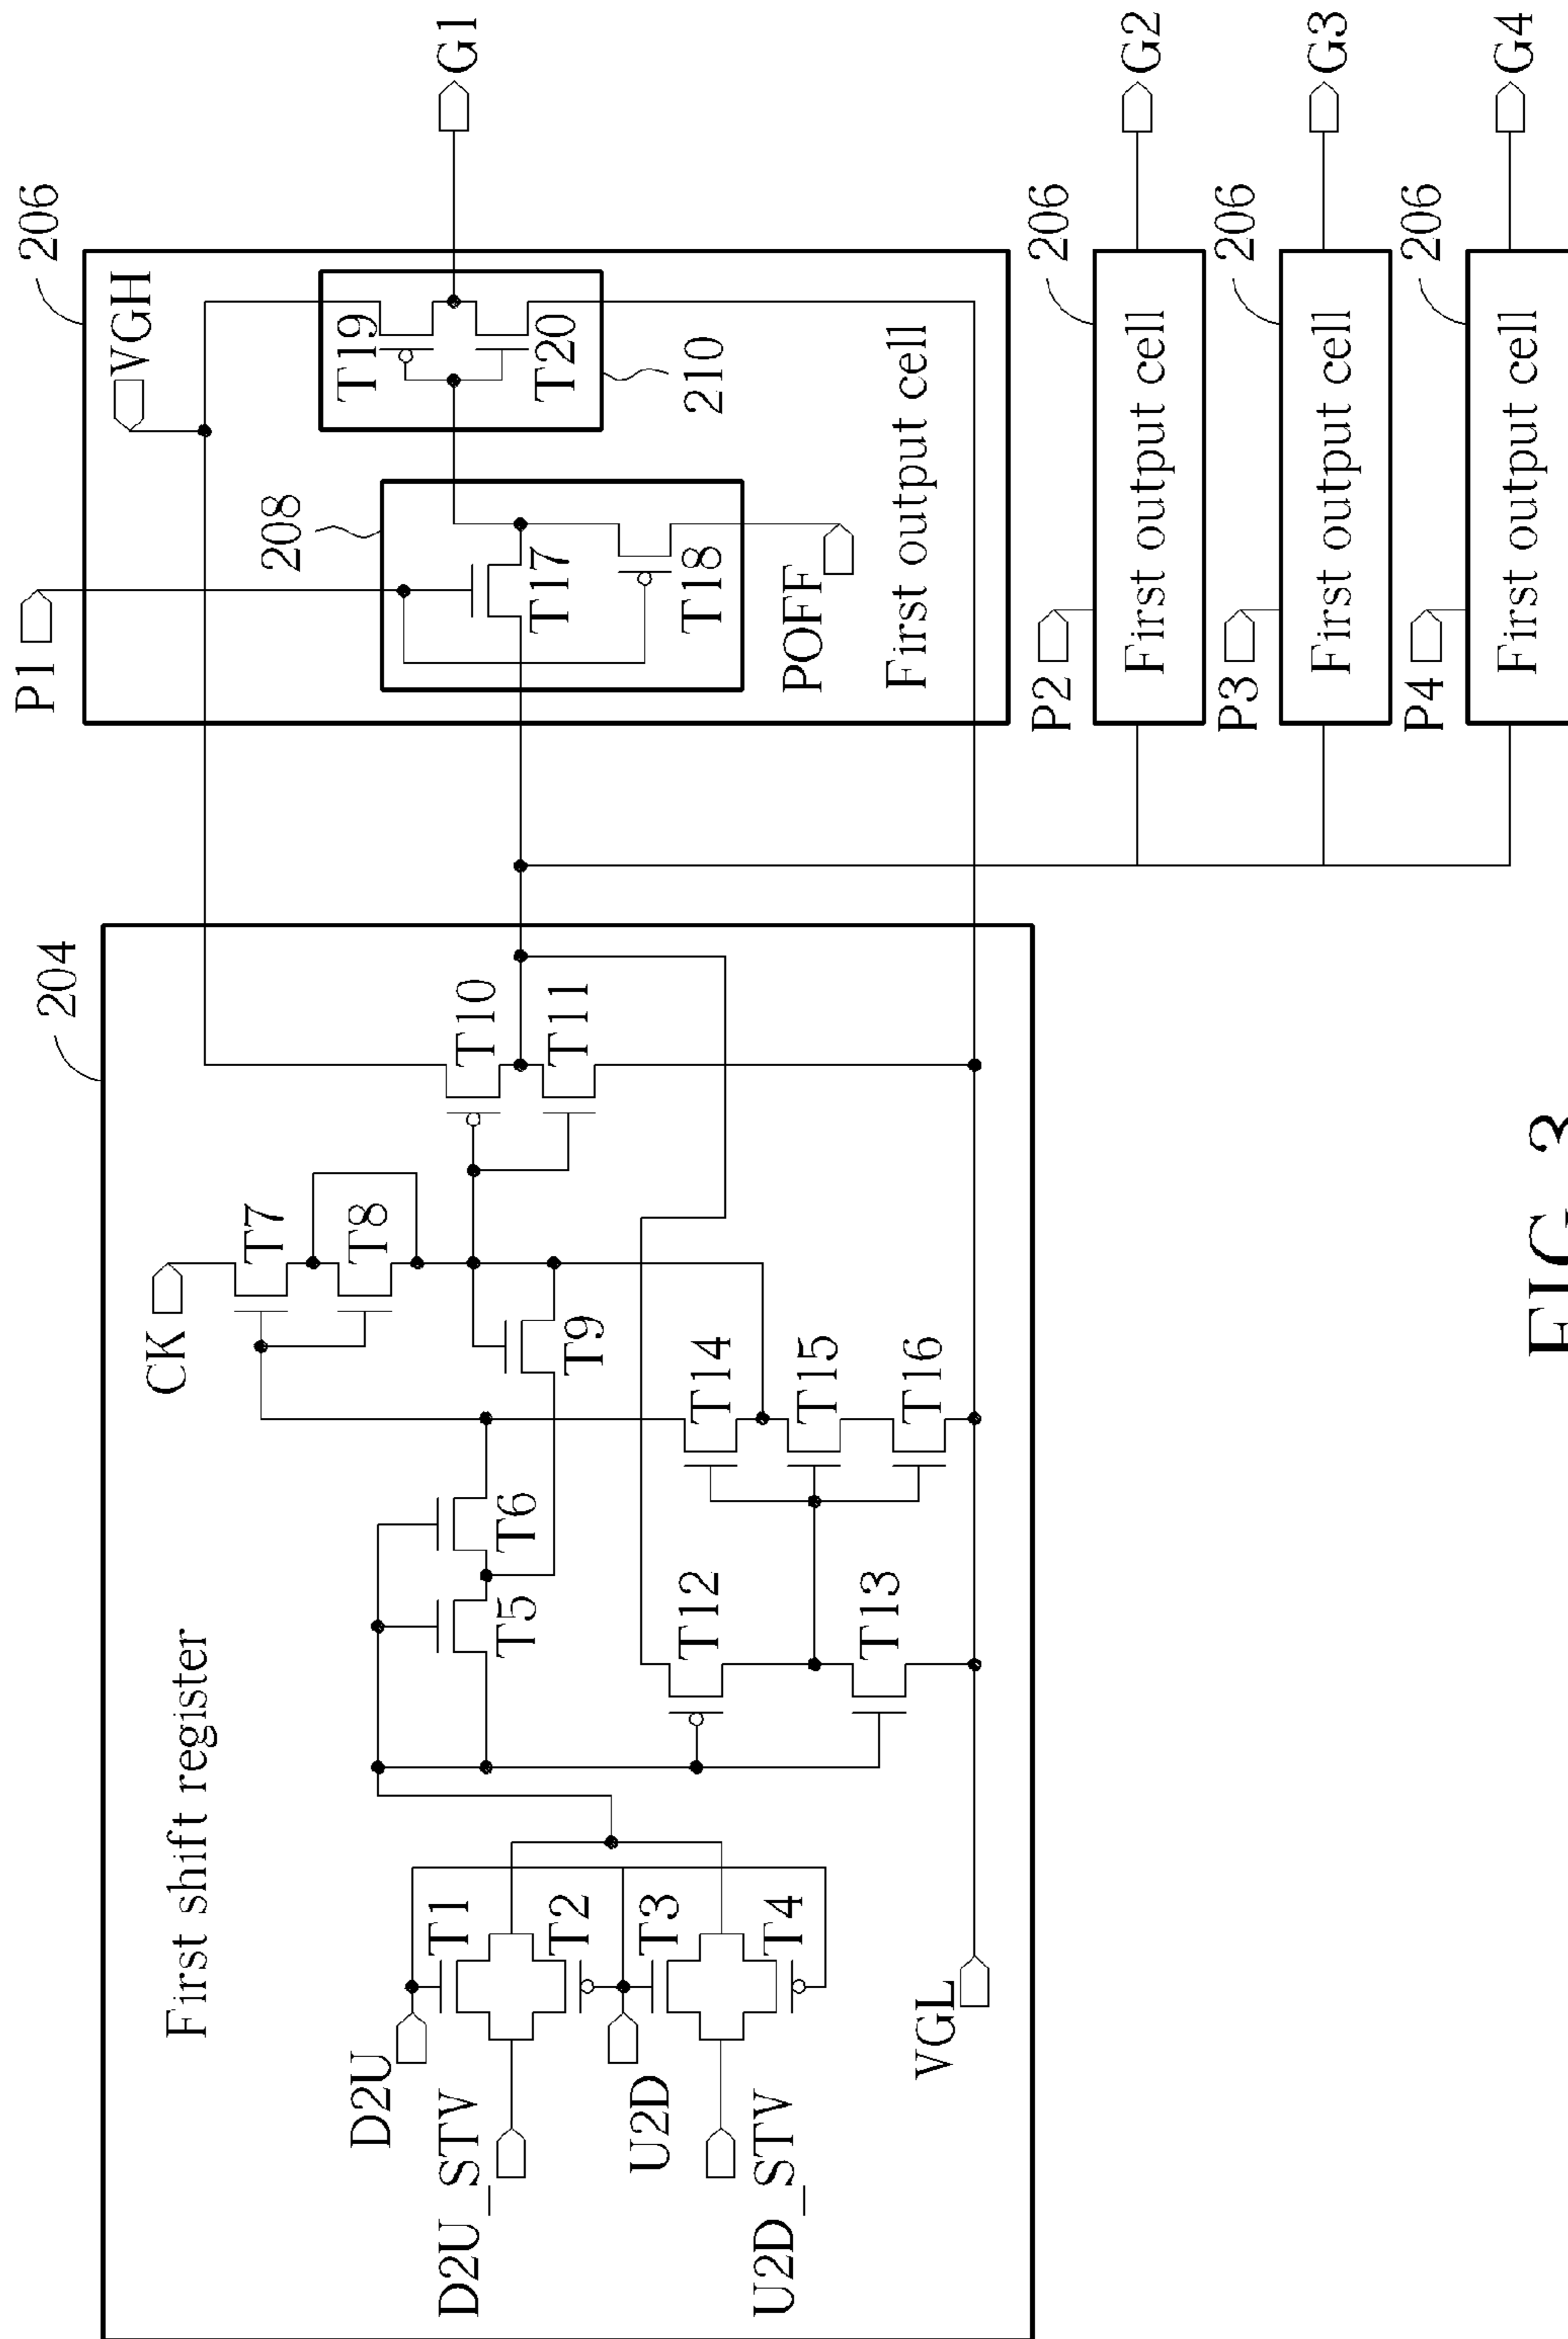 First shift register
204
D2U
D2U_STV
U2D
U2D_STV
VGL
T1
T2
T3
T4
T5
T6
CK
T7
T8
T9
T10
T11
T12
T13
T14
T15
T16
P1
206
VGH
208
T17
T18
POFF
T19
T20
210
First output cell
G1
P2
First output cell
206
G2
P3
First output cell
206
G3
P4
First output cell
206
G4
FIG. 3